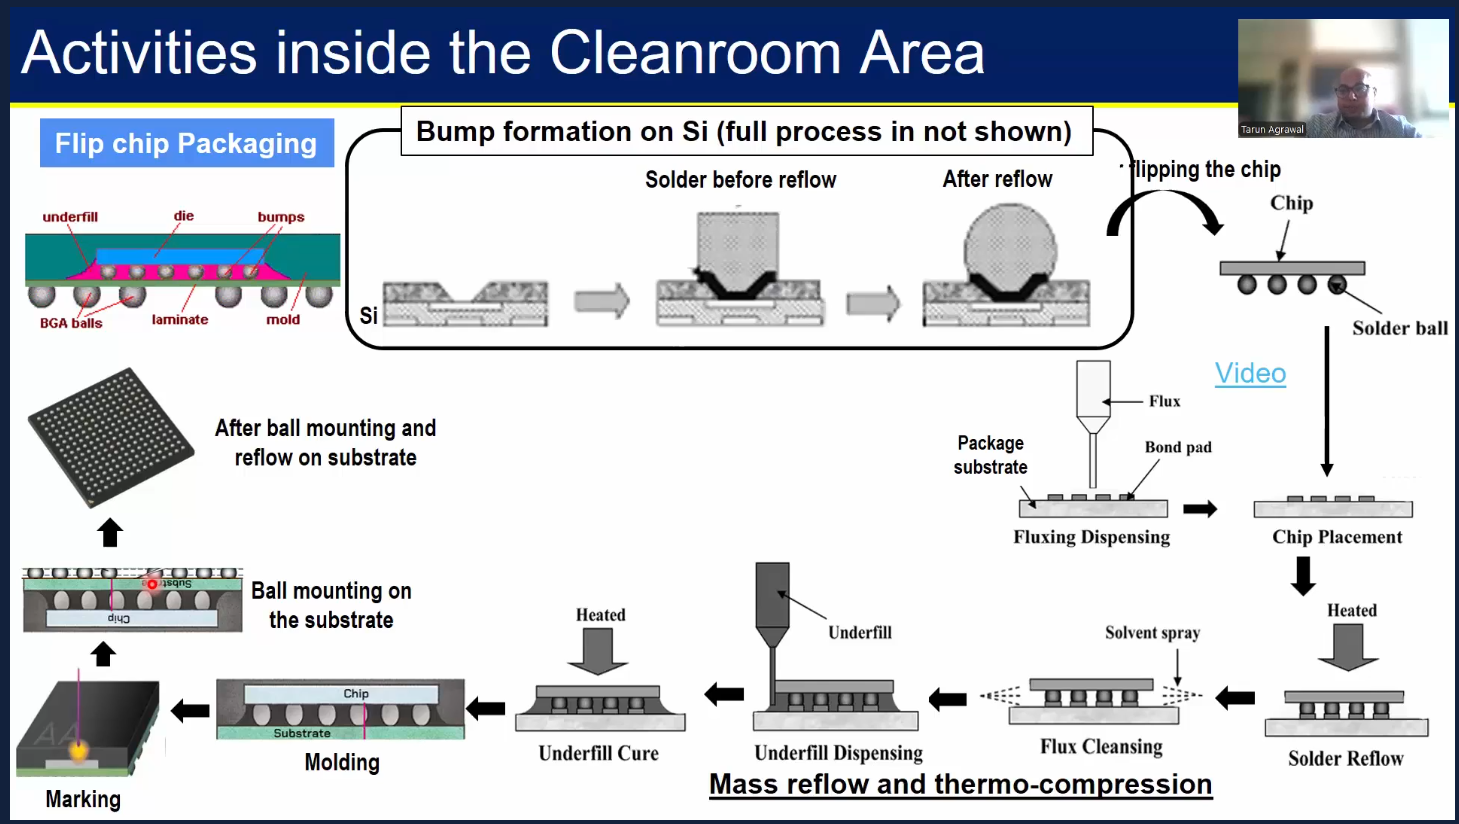 Activities inside the Cleanroom Area
Tarun Agrawal
Flip chip Packaging
Bump formation on Si (full process in not shown)
Solder before reflow
After reflow
flipping the chip
Chip
Solder ball
underfill
die
bumps
BGA balls
laminate
mold
Si
Video
Flux
Package
substrate
Bond pad
Fluxing Dispensing
Chip Placement
After ball mounting and
reflow on substrate
Substrate
Chip
Ball mounting on
the substrate
Heated
Underfill
Solvent spray
Heated
Chip
Substrate
AA
Marking
Molding
Underfill Cure
Underfill Dispensing
Flux Cleansing
Solder Reflow
Mass reflow and thermo-compression